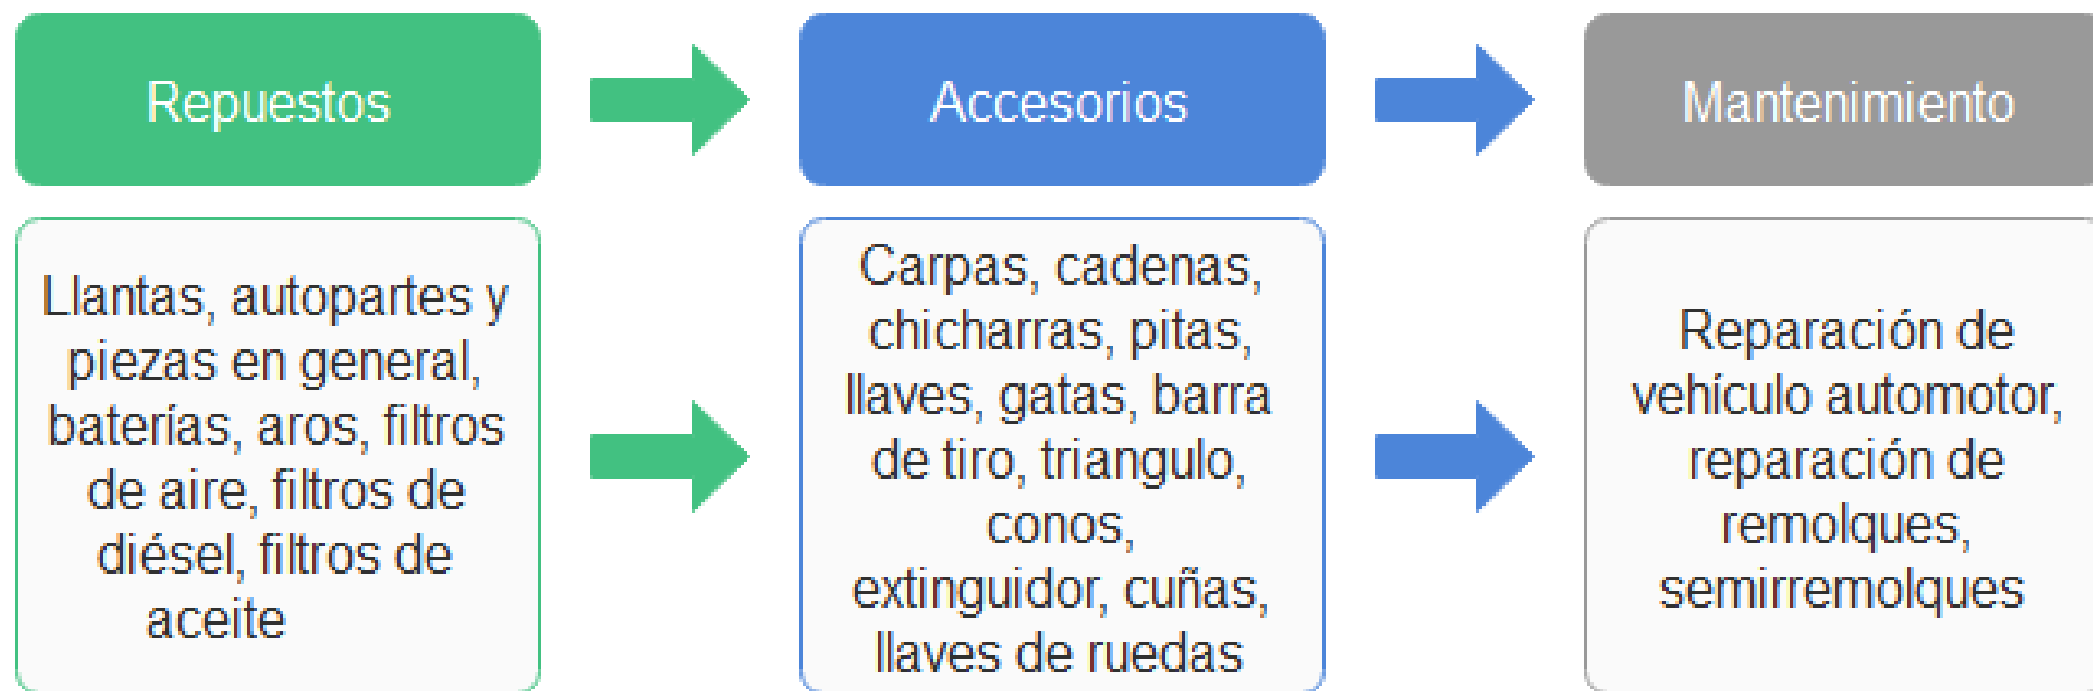 Repuestos
Accesorios
Mantenimiento
Llantas, autopartes y
piezas en general,
baterías, aros, filtros
de aire, filtros de
diésel, filtros de
aceite
Carpas, cadenas,
chicharras, pitas,
llaves, gatas, barra
de tiro, triangulo,
conos,
extinguidor, cuñas,
llaves de ruedas
Reparación de
vehículo automotor,
reparación de
remolques,
semirremolques